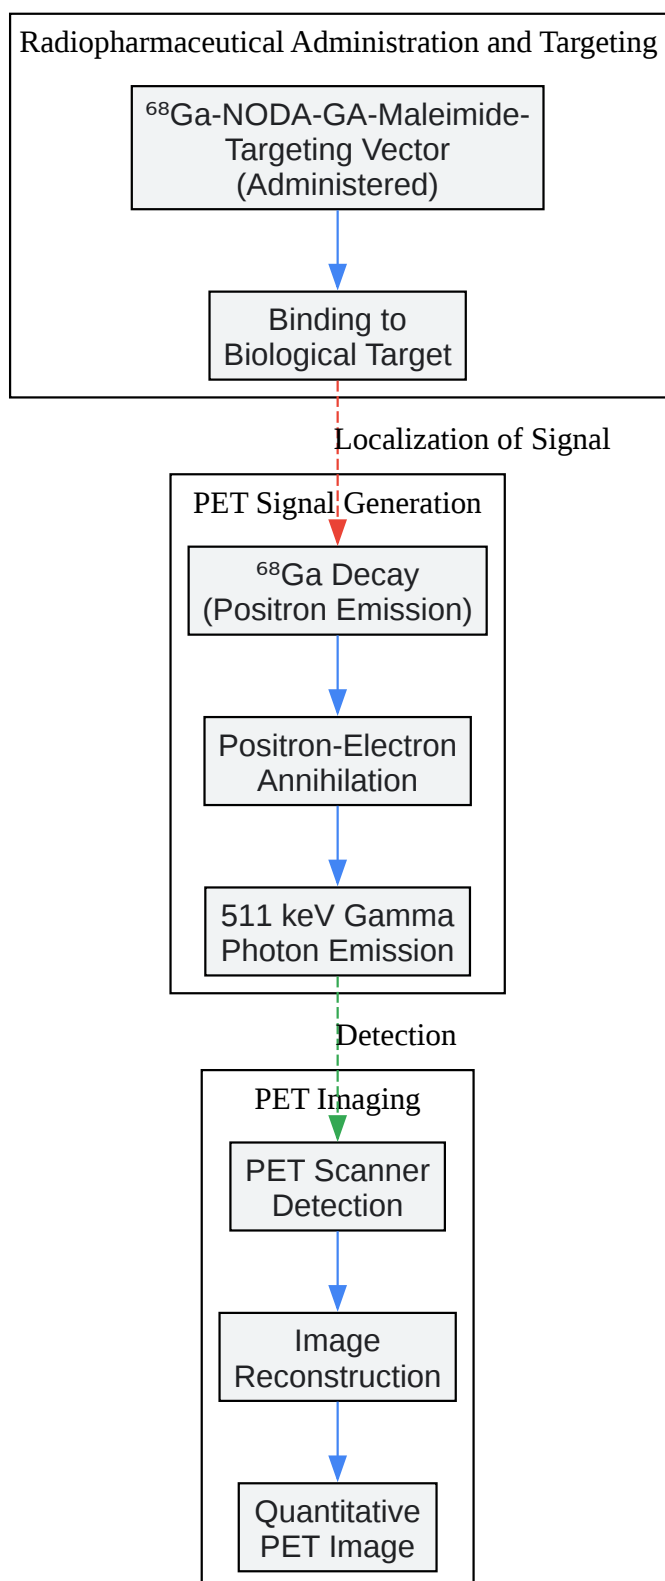 Radiopharmaceutical Administration and Targeting
⁶⁸Ga-NODA-GA-Maleimide-
Targeting Vector
(Administered)
Binding to
Biological Target
Localization of Signal
PET Signal Generation
⁶⁸Ga Decay
(Positron Emission)
Positron-Electron
Annihilation
511 keV Gamma
Photon Emission
Detection
PET Imaging
PET Scanner
Detection
Image
Reconstruction
Quantitative
PET Image